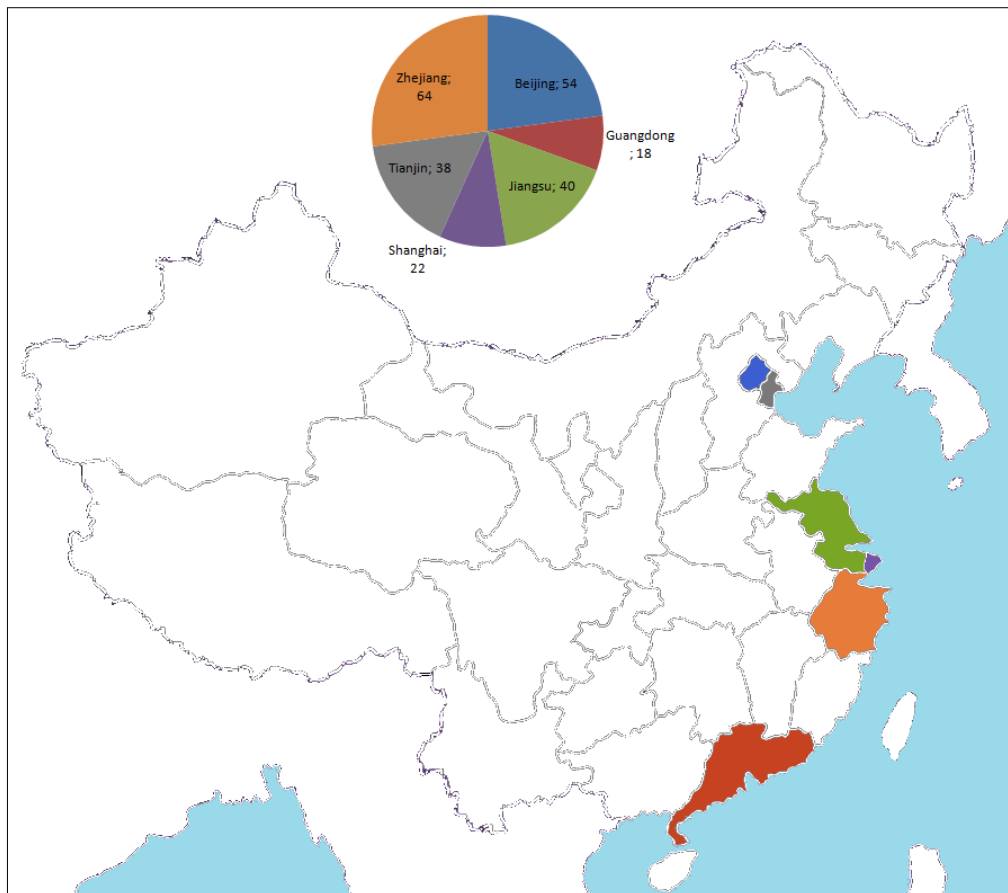 Zhejiang;
64
Beijing; 54
Guangdong
; 18
Tianjin; 38
Jiangsu; 40
Shanghai;
22